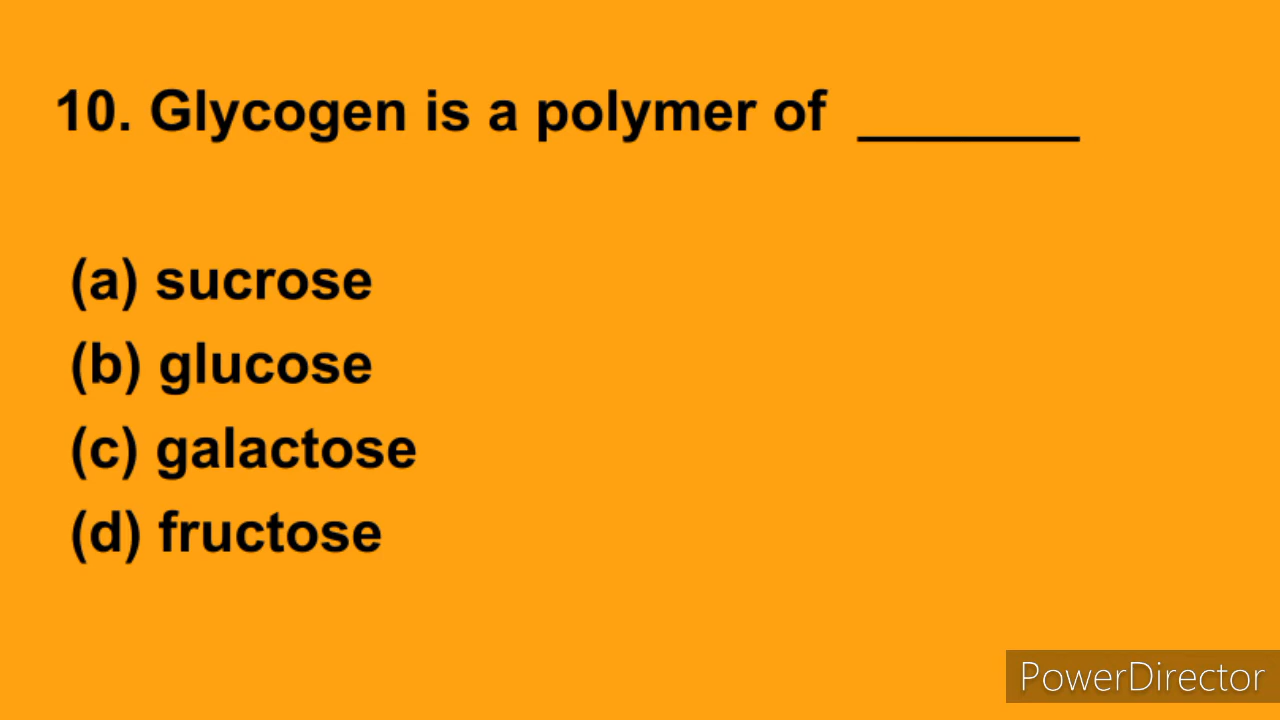 10. Glycogen is a polymer of _______
(a) sucrose
(b) glucose
(c) galactose
(d) fructose
PowerDirector